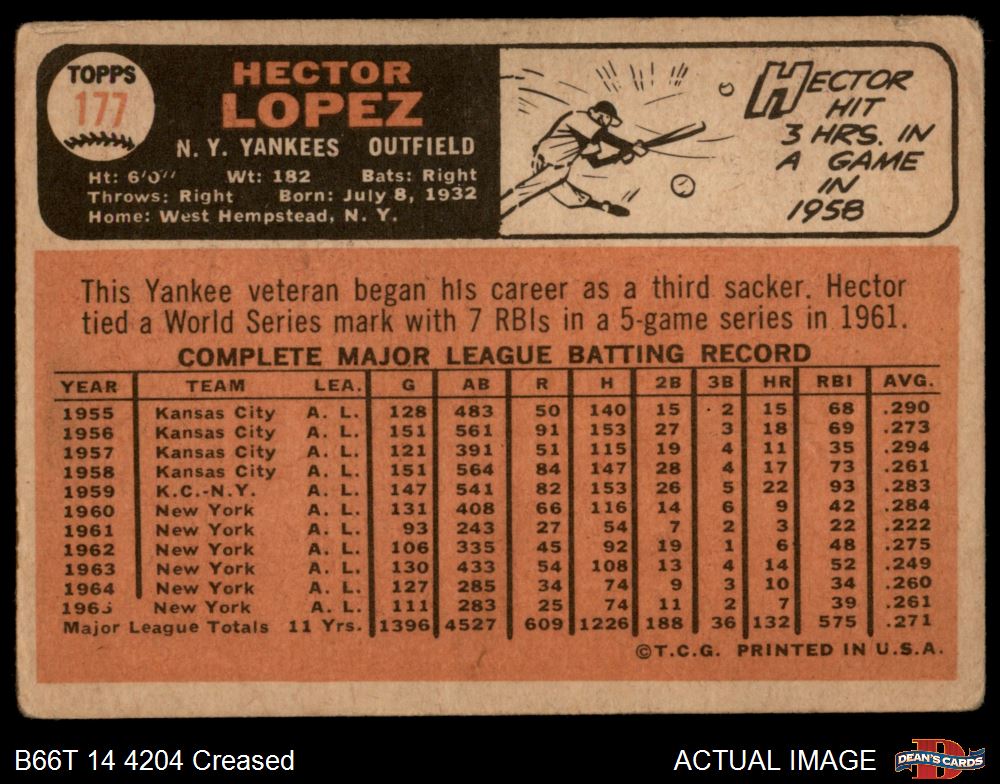 TOPPS
177
HECTOR
LOPEZ
N. Y. YANKEES OUTFIELD
Ht: 6'0" Wt: 182 Bats: Right
Throws: Right Born: July 8, 1932
Home: West Hempstead, N. Y.
HECTOR
HIT
3 HRS. IN
A GAME
IN
1958
This Yankee veteran began his career as a third sacker. Hector
tied a World Series mark with 7 RBIs in a 5-game series in 1961.
COMPLETE MAJOR LEAGUE BATTING RECORD
YEAR TEAM LEA. G AB R H 2B 3B HR RBI AVG.
1955 Kansas City A. L. 128 483 50 140 15 2 15 68 .290
1956 Kansas City A. L. 151 561 91 153 27 3 18 69 .273
1957 Kansas City A. L. 121 391 51 115 19 4 11 35 .294
1958 Kansas City A. L. 151 564 84 147 28 4 17 73 .261
1959 K.C.-N.Y. A. L. 147 541 82 153 26 5 22 93 .283
1960 New York A. L. 131 408 66 116 14 6 9 42 .284
1961 New York A. L. 93 243 27 54 7 2 3 22 .222
1962 New York A. L. 106 335 45 92 19 1 6 48 .275
1963 New York A. L. 130 433 54 108 13 4 14 52 .249
1964 New York A. L. 127 285 34 74 9 3 10 34 .260
1965 New York A. L. 111 283 25 74 11 2 7 39 .261
Major League Totals 11 Yrs. 1396 4527 609 1226 188 36 132 575 .271
©T.C.G. PRINTED IN U.S.A.
B66T 14 4204 Creased
ACTUAL IMAGE
D
DEAN'S CARDS